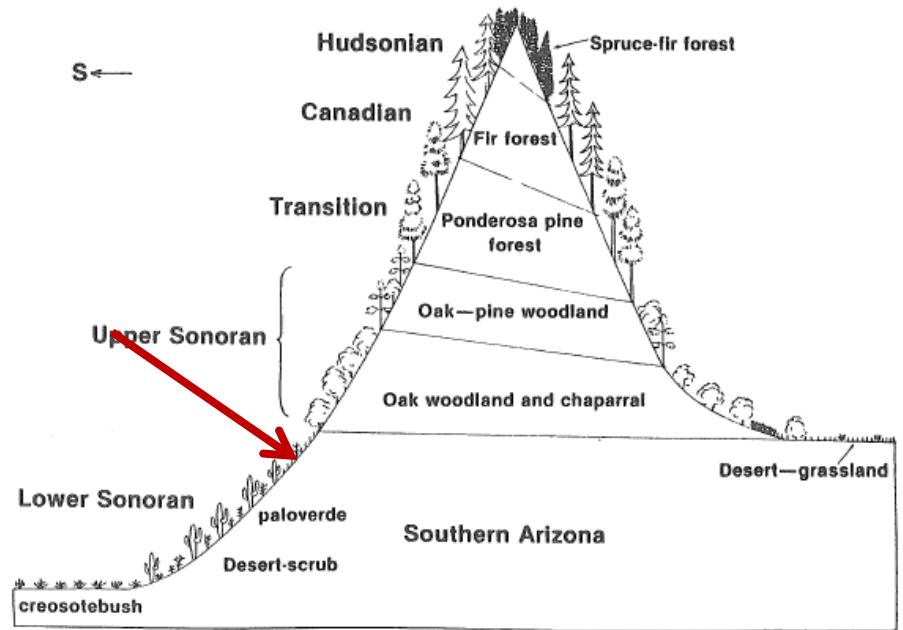 Hudsonian
Spruce-fir forest
S
Canadian
Fir forest
Transition
Ponderosa pine
forest
Oak—pine woodland
Upper Sonoran
Oak woodland and chaparral
Desert—grassland
Lower Sonoran
paloverde
Southern Arizona
Desert-scrub
creosotebush